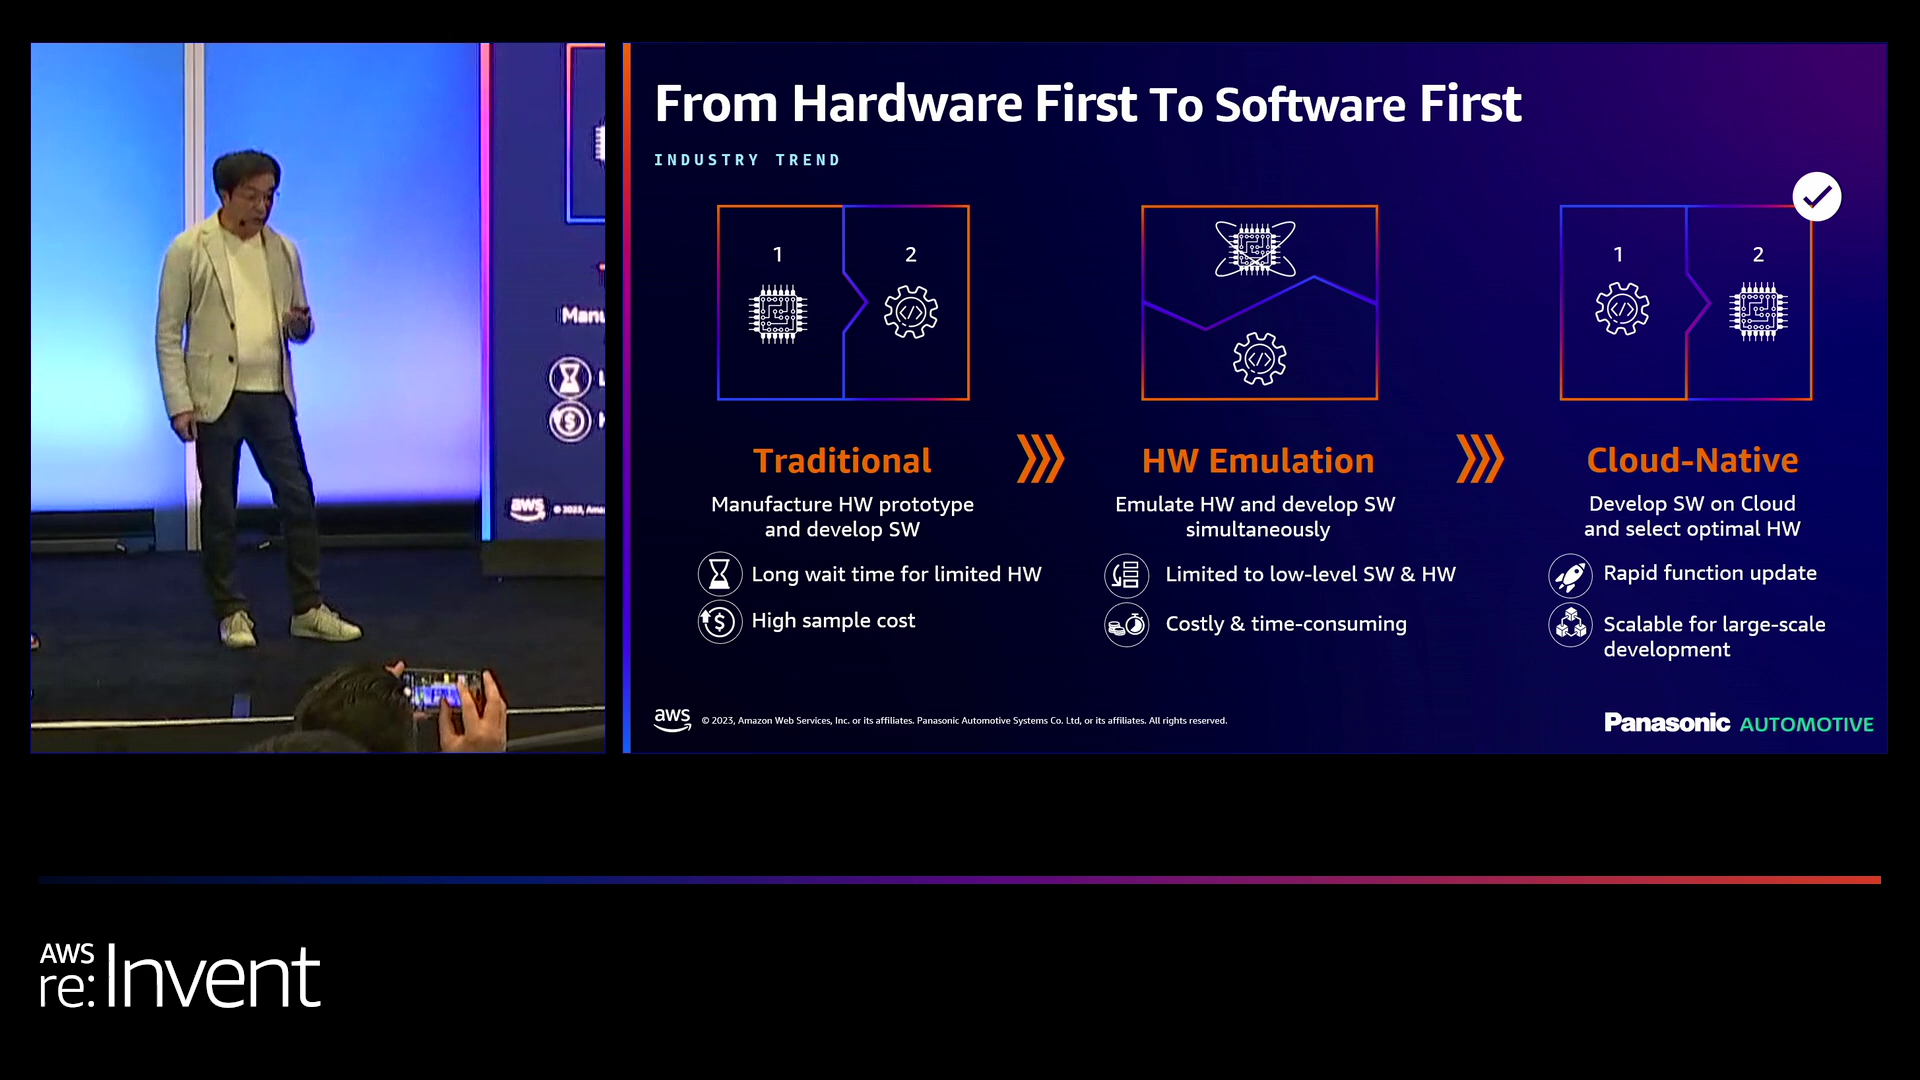 From Hardware First To Software First
INDUSTRY TREND
1
2
1
2
Traditional
HW Emulation
Cloud-Native
Manufacture HW prototype
and develop SW
Emulate HW and develop SW
simultaneously
Develop SW on Cloud
and select optimal HW
Long wait time for limited HW
High sample cost
Limited to low-level SW & HW
Costly & time-consuming
Rapid function update
Scalable for large-scale
development
aws
© 2023, Amazon Web Services, Inc. or its affiliates. Panasonic Automotive Systems Co. Ltd, or its affiliates. All rights reserved.
Panasonic AUTOMOTIVE
Manu
aws © 2023, Ama
AWS
re:Invent